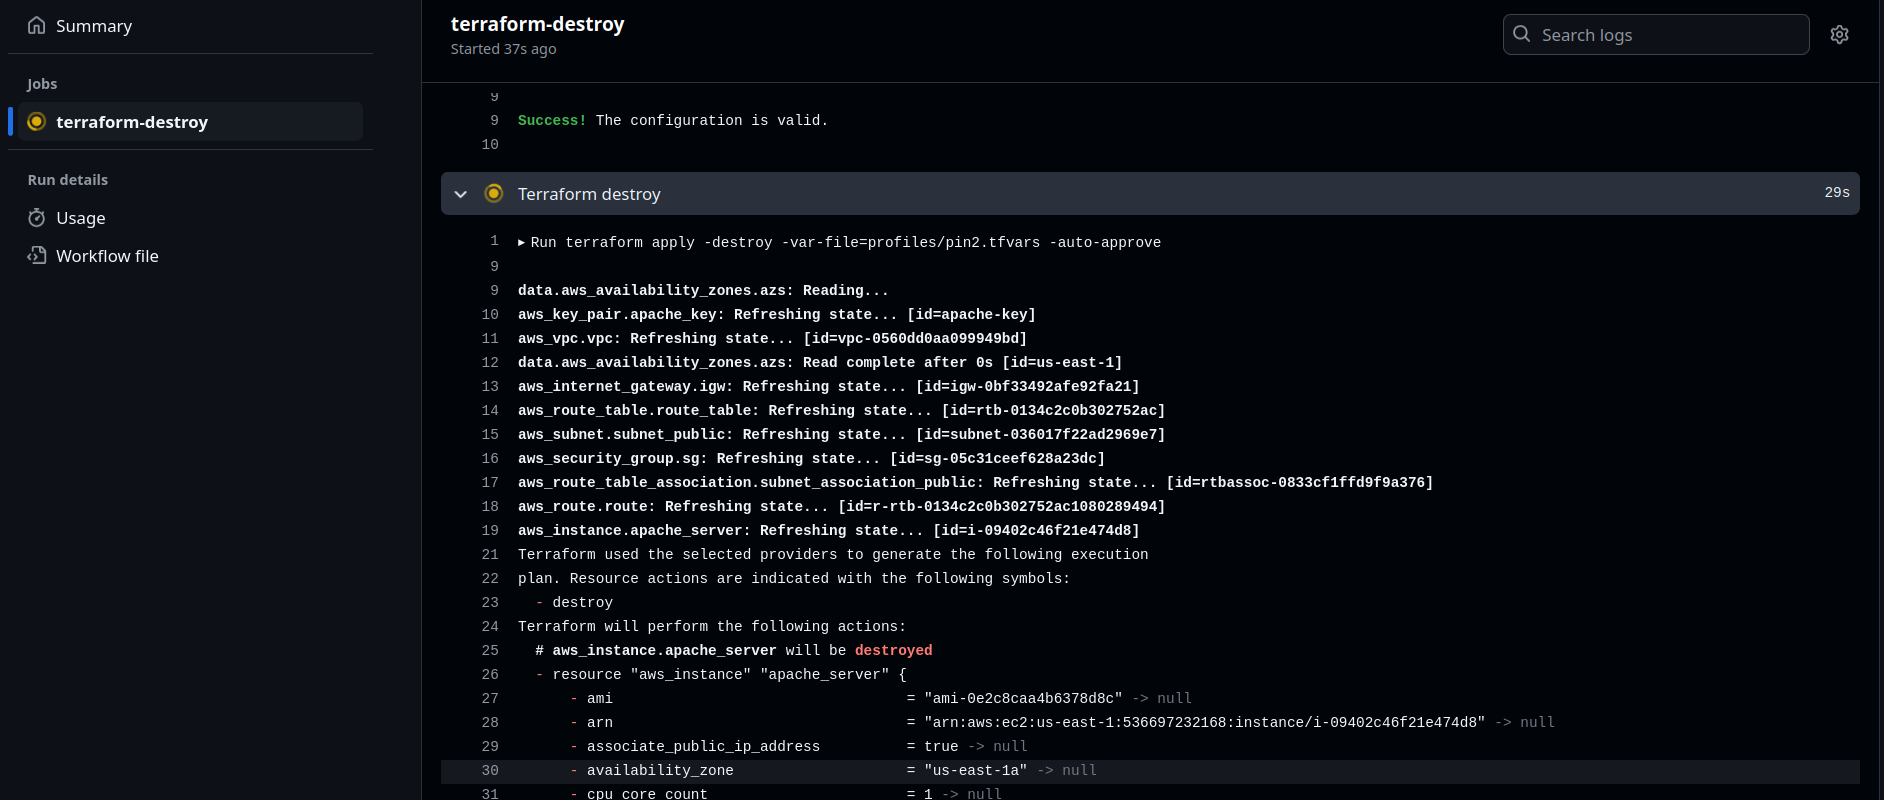 Summary
Jobs
terraform-destroy
Run details
Usage
Workflow file
terraform-destroy
Started 37s ago
Search logs
9
9 Success! The configuration is valid.
10
Terraform destroy 29s
1 ▸ Run terraform apply -destroy -var-file=profiles/pin2.tfvars -auto-approve
9
9 data.aws_availability_zones.azs: Reading...
10 aws_key_pair.apache_key: Refreshing state... [id=apache-key]
11 aws_vpc.vpc: Refreshing state... [id=vpc-0560dd0aa099949bd]
12 data.aws_availability_zones.azs: Read complete after 0s [id=us-east-1]
13 aws_internet_gateway.igw: Refreshing state... [id=igw-0bf33492afe92fa21]
14 aws_route_table.route_table: Refreshing state... [id=rtb-0134c2c0b302752ac]
15 aws_subnet.subnet_public: Refreshing state... [id=subnet-036017f22ad2969e7]
16 aws_security_group.sg: Refreshing state... [id=sg-05c31ceef628a23dc]
17 aws_route_table_association.subnet_association_public: Refreshing state... [id=rtbassoc-0833cf1ffd9f9a376]
18 aws_route.route: Refreshing state... [id=r-rtb-0134c2c0b302752ac1080289494]
19 aws_instance.apache_server: Refreshing state... [id=i-09402c46f21e474d8]
21 Terraform used the selected providers to generate the following execution
22 plan. Resource actions are indicated with the following symbols:
23   - destroy
24 Terraform will perform the following actions:
25   # aws_instance.apache_server will be destroyed
26   - resource "aws_instance" "apache_server" {
27       - ami = "ami-0e2c8caa4b6378d8c" -> null
28       - arn = "arn:aws:ec2:us-east-1:536697232168:instance/i-09402c46f21e474d8" -> null
29       - associate_public_ip_address = true -> null
30       - availability_zone = "us-east-1a" -> null
31       - cpu_core_count = 1 -> null